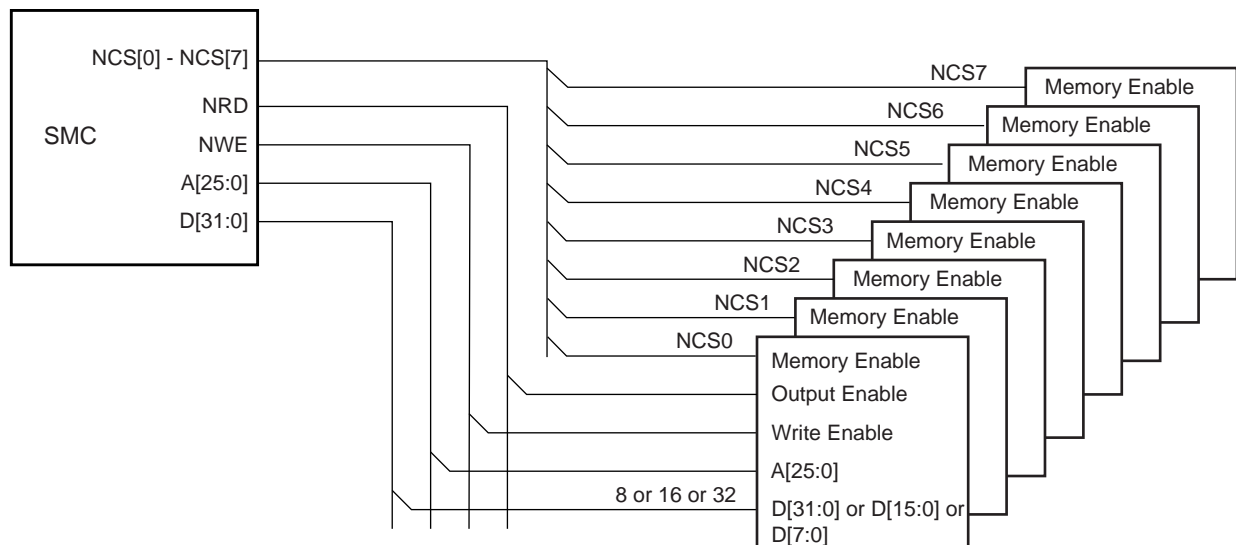 NCS[0] - NCS[7]
NRD
SMC
NWE
A[25:0]
D[31:0]
NCS7
Memory Enable
NCS6
Memory Enable
NCS5
Memory Enable
NCS4
Memory Enable
NCS3
Memory Enable
NCS2
Memory Enable
NCS1
Memory Enable
NCS0
Memory Enable
Output Enable
Write Enable
A[25:0]
8 or 16 or 32
D[31:0] or D[15:0] or
D[7:0]